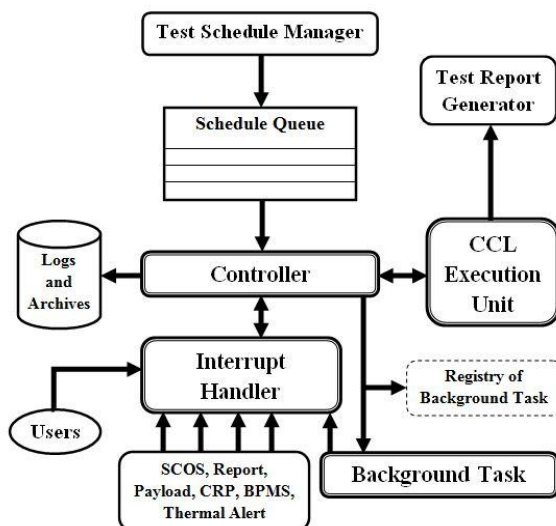 Test Schedule Manager
Test Report
Generator
Schedule Queue
Logs
and
Archives
Controller
CCL
Execution
Unit
Interrupt
Handler
Registry of
Background Task
Users
SCOS, Report,
Payload, CRP, BPMS,
Thermal Alert
Background Task